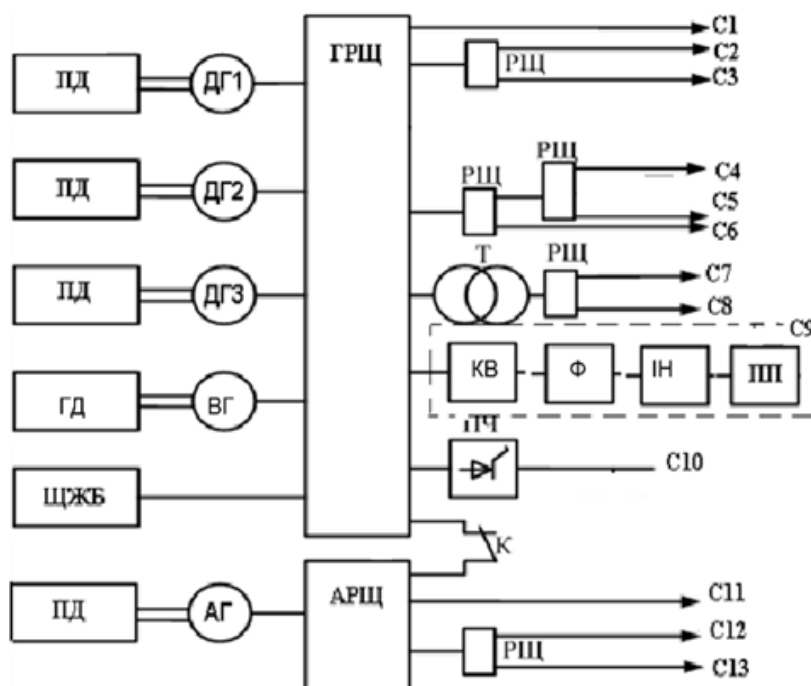 ГРЩ
С1
С2
РЩ
С3
ПД
ДГ1
РЩ
С4
РЩ
ПД
ДГ2
С5
С6
Т
РЩ
С7
ПД
ДГ3
С8
С9
КВ
Ф
ІН
ПП
ГД
ВГ
ПЧ
С10
ЩЖБ
К
АРЩ
С11
ПД
АГ
С12
РЩ
С13